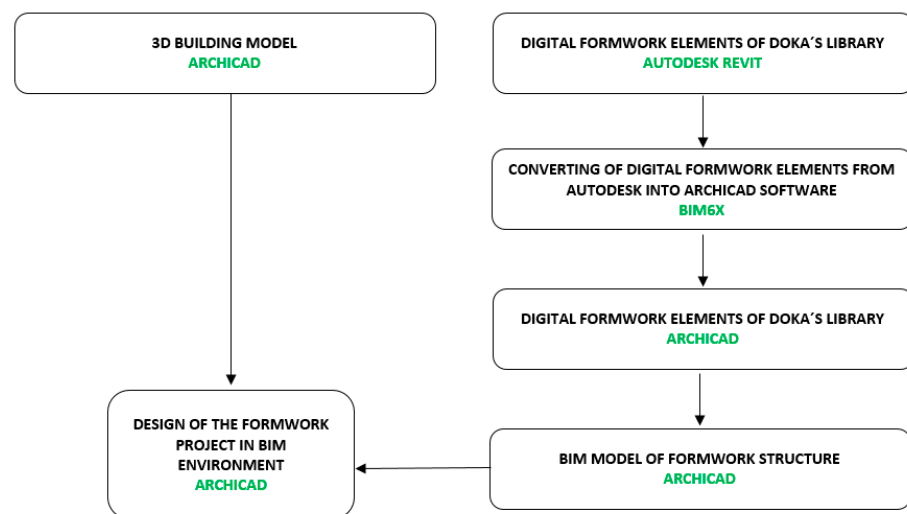 3D BUILDING MODEL
ARCHICAD
DIGITAL FORMWORK ELEMENTS OF DOKA´S LIBRARY
AUTODESK REVIT
CONVERTING OF DIGITAL FORMWORK ELEMENTS FROM
AUTODESK INTO ARCHICAD SOFTWARE
BIM6X
DIGITAL FORMWORK ELEMENTS OF DOKA´S LIBRARY
ARCHICAD
DESIGN OF THE FORMWORK
PROJECT IN BIM
ENVIRONMENT
ARCHICAD
BIM MODEL OF FORMWORK STRUCTURE
ARCHICAD